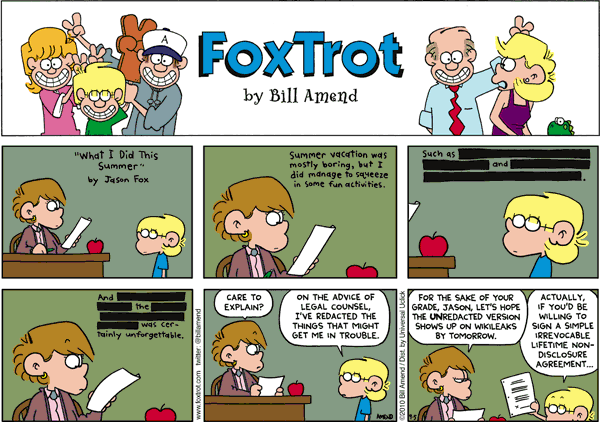 FoxTrot
by Bill Amend
A
"What I Did This
Summer"
by Jason Fox
Summer vacation was
mostly boring, but I
did manage to squeeze
in some fun activities.
Such as
and
.
And
the
was cer-
tainly unforgettable.
www.foxtrot.com twitter: @billamend
CARE TO
EXPLAIN?
ON THE ADVICE OF
LEGAL COUNSEL,
I'VE REDACTED THE
THINGS THAT MIGHT
GET ME IN TROUBLE.
AMEND
©2010 Bill Amend / Dist. by Universal Uclick
FOR THE SAKE OF YOUR
GRADE, JASON, LET'S HOPE
THE UNREDACTED VERSION
SHOWS UP ON WIKILEAKS
BY TOMORROW.
9-5
ACTUALLY,
IF YOU'D BE
WILLING TO
SIGN A SIMPLE
IRREVOCABLE
LIFETIME NON-
DISCLOSURE
AGREEMENT...